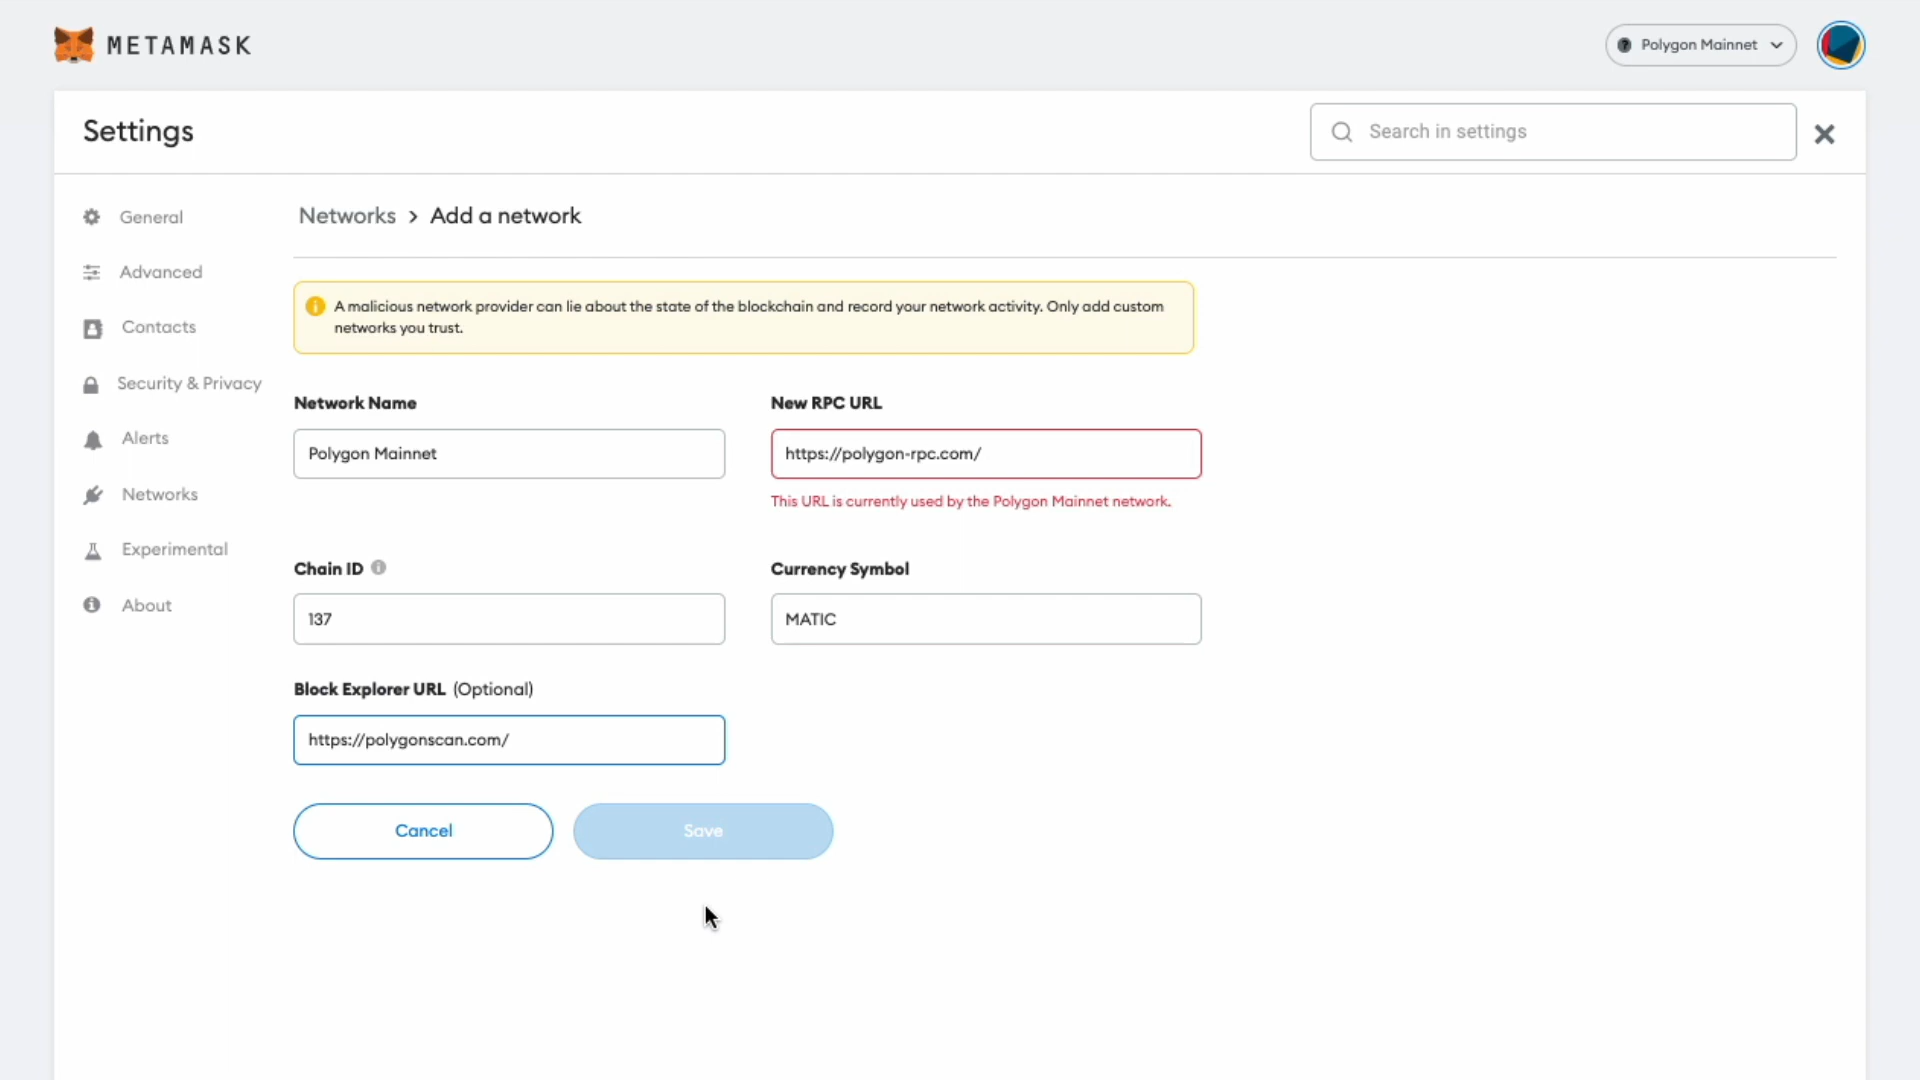 METAMASK
Polygon Mainnet
Settings
Search in settings
General
Advanced
Contacts
Security & Privacy
Alerts
Networks
Experimental
About
Networks > Add a network
A malicious network provider can lie about the state of the blockchain and record your network activity. Only add custom
networks you trust.
Network Name
Polygon Mainnet
New RPC URL
https://polygon-rpc.com/
This URL is currently used by the Polygon Mainnet network.
Chain ID
137
Currency Symbol
MATIC
Block Explorer URL (Optional)
https://polygonscan.com/
Cancel
Save